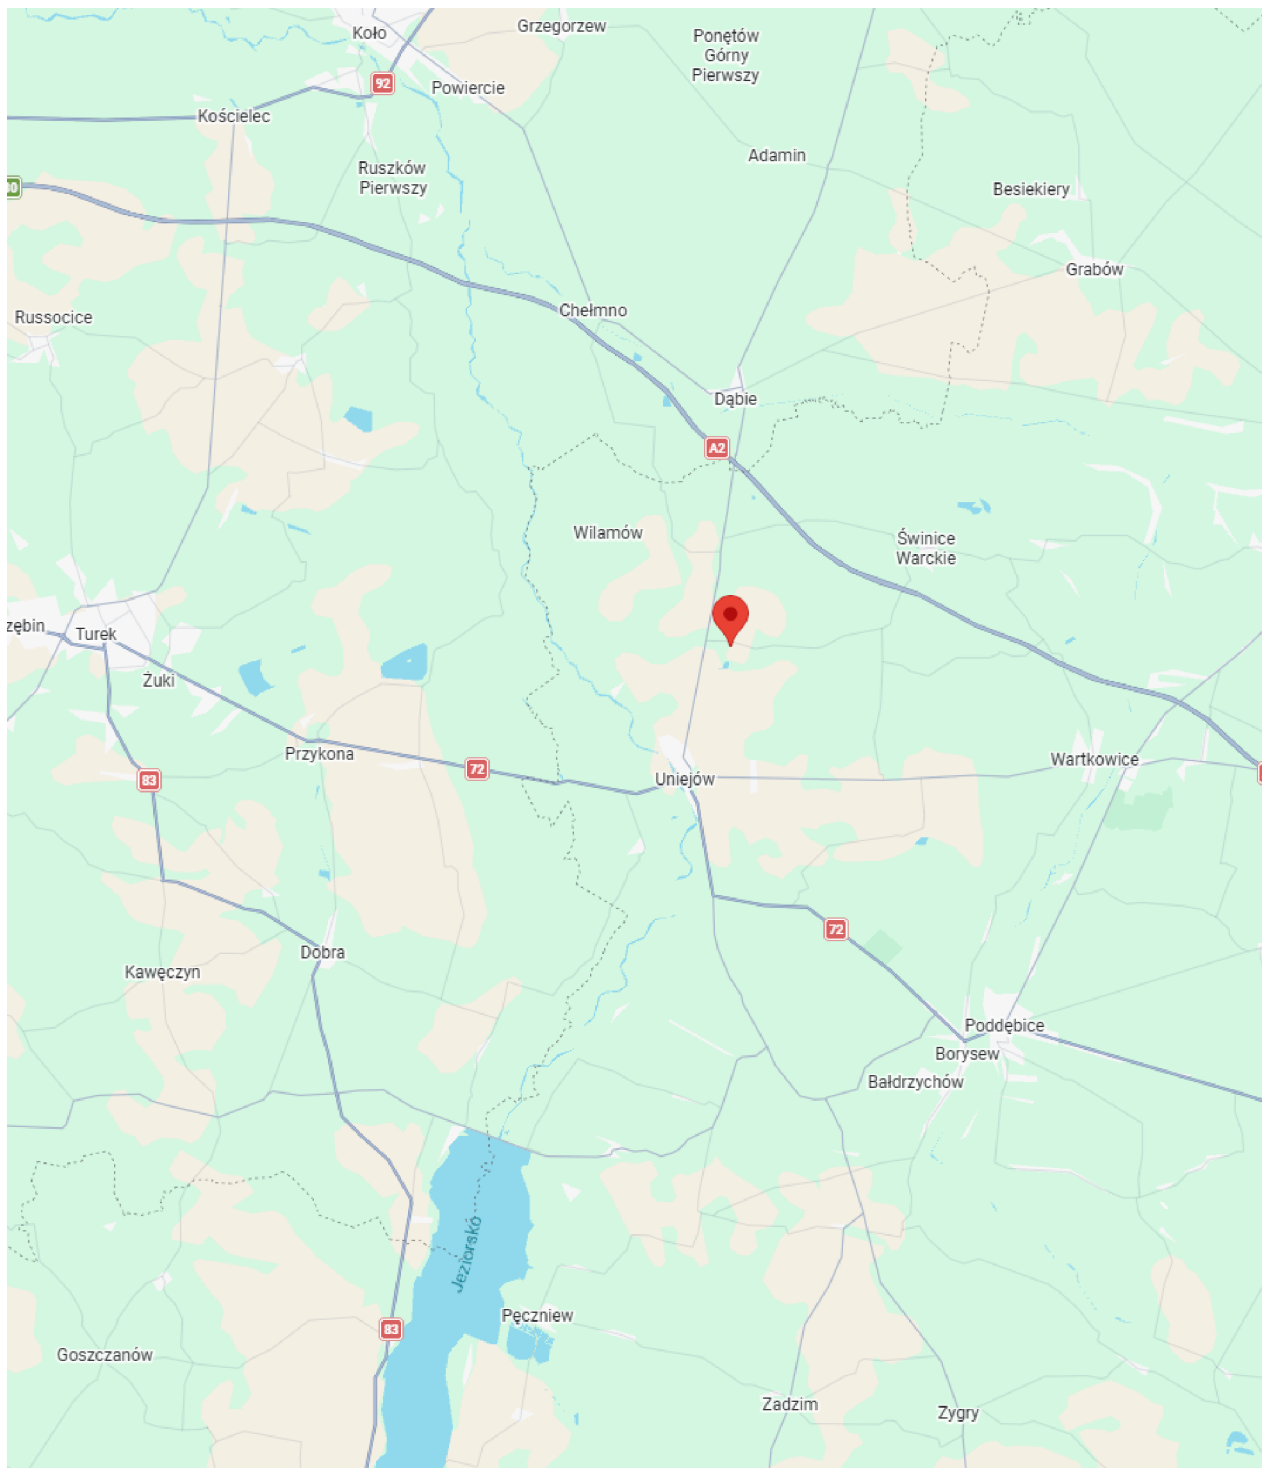 Koło
Grzegorzew
Ponętów
Górny
Pierwszy
92
Powiercie
Kościelec
Adamin
Ruszków
Pierwszy
Besiekiery
Grabów
Chełmno
Russocice
Dąbie
A2
Wilamów
Świnice
Warckie
zębin
Turek
Żuki
Przykona
72
83
Uniejów
Wartkowice
72
Dobra
Kawęczyn
Poddębice
Borysew
Bałdrzychów
Jeziorsko
Pęczniew
83
Goszczanów
Zadzim
Zygry